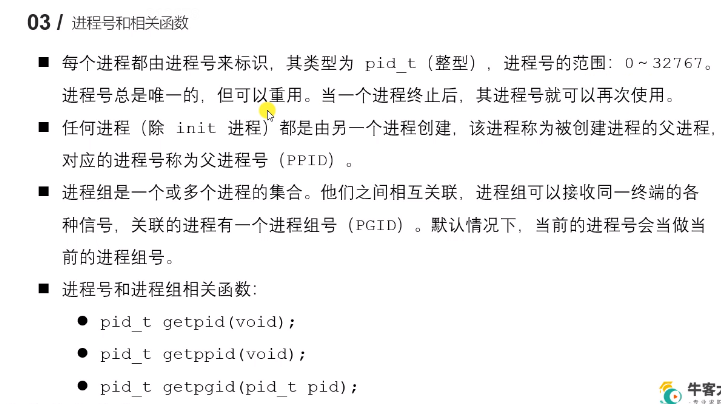 03 / 进程号和相关函数
■ 每个进程都由进程号来标识，其类型为 pid_t（整型），进程号的范围：0～32767。
进程号总是唯一的，但可以重用。当一个进程终止后，其进程号就可以再次使用。
■ 任何进程（除 init 进程）都是由另一个进程创建，该进程称为被创建进程的父进程，
对应的进程号称为父进程号（PPID）。
■ 进程组是一个或多个进程的集合。他们之间相互关联，进程组可以接收同一终端的各
种信号，关联的进程有一个进程组号（PGID）。默认情况下，当前的进程号会当做当
前的进程组号。
■ 进程号和进程组相关函数：
● pid_t getpid(void);
● pid_t getppid(void);
● pid_t getpgid(pid_t pid);
牛客